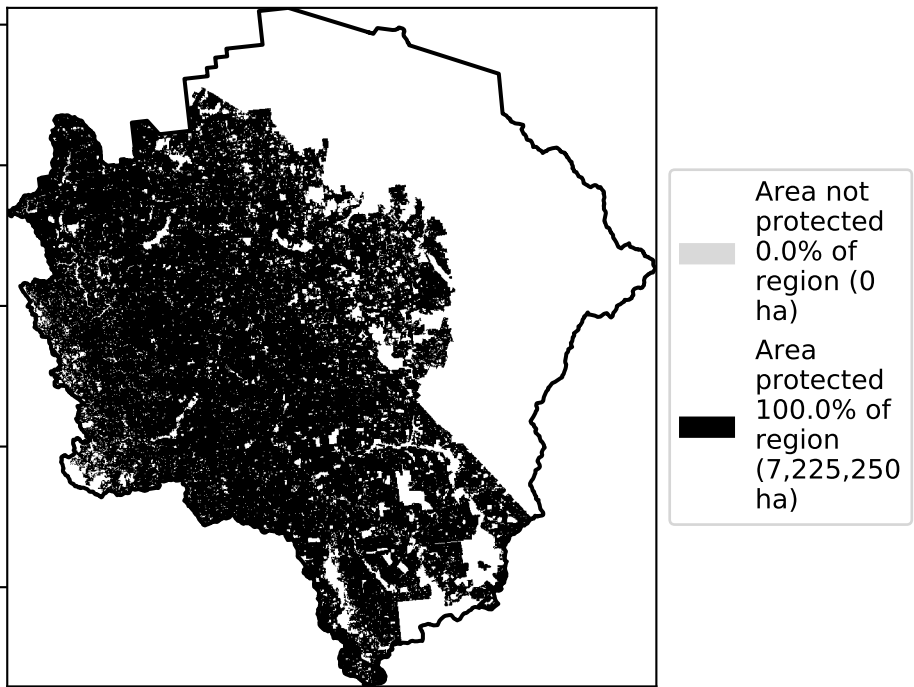 Area not
protected
0.0% of
region (0
ha)
Area
protected
100.0% of
region
(7,225,250
ha)